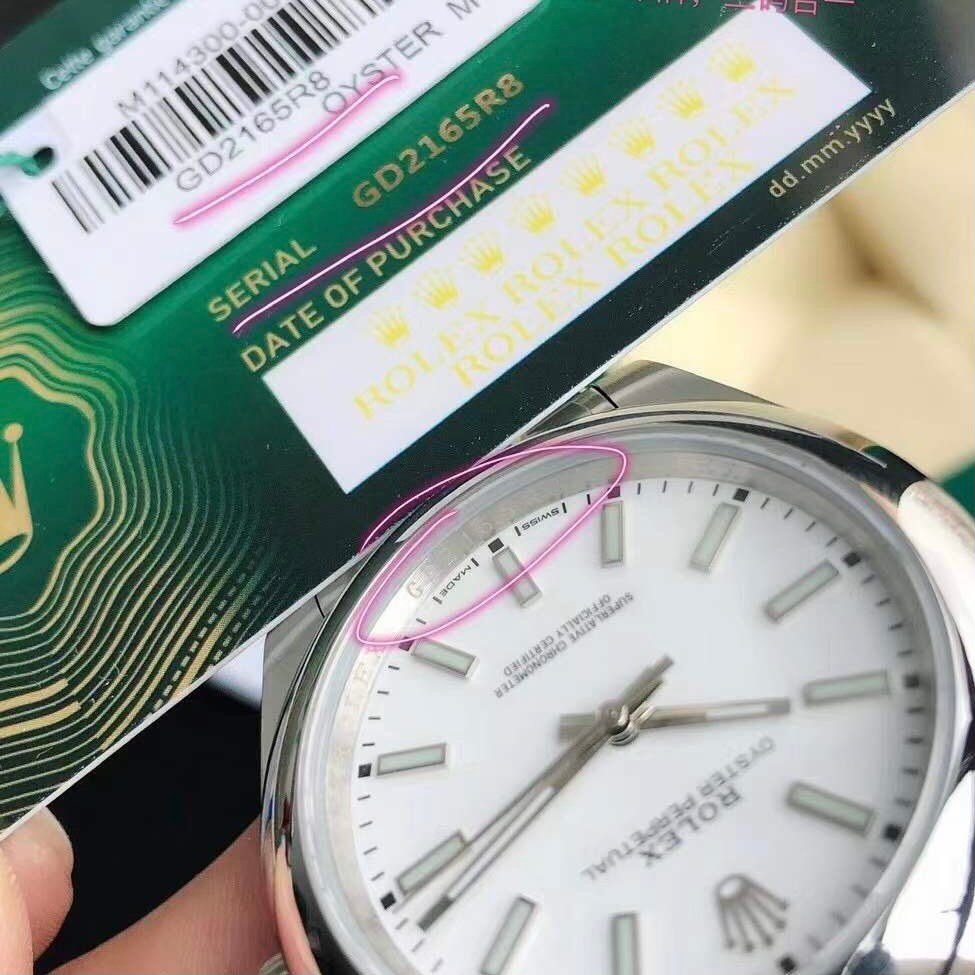 Cette garantie
M114300-00
GD2165R8
OYSTER M
SERIAL GD2165R8
DATE OF PURCHASE
dd.mm.yyyy
ROLEX ROLEX ROLEX
ROLEX ROLEX
SWISS MADE
SUPERLATIVE CHRONOMETER
OFFICIALLY CERTIFIED
ROLEX
OYSTER PERPETUAL